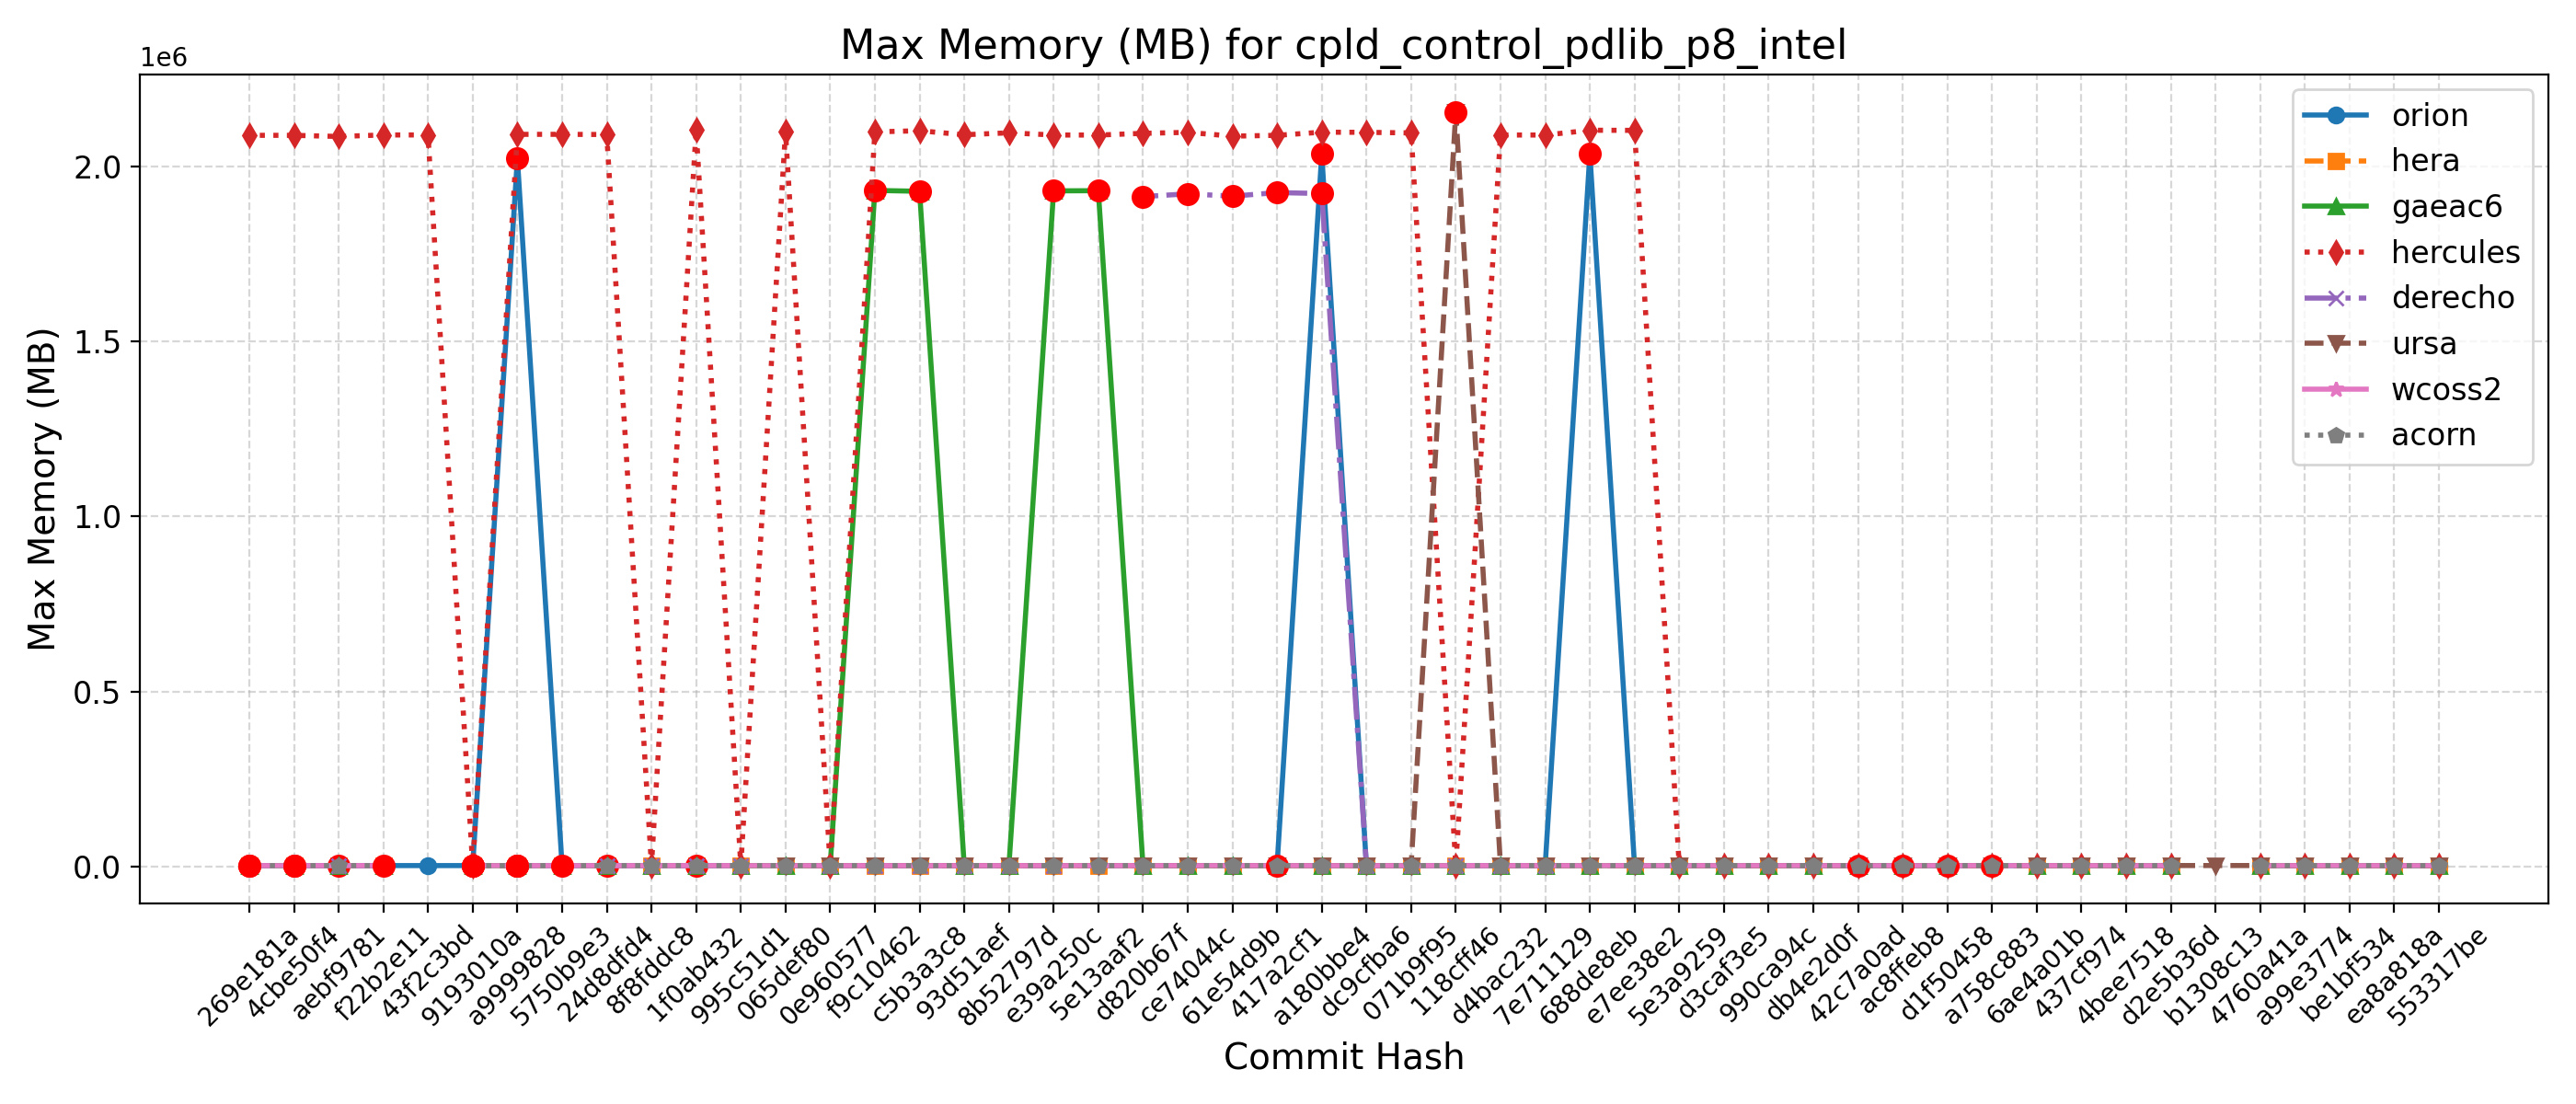 Max Memory (MB) for cpld_control_pdlib_p8_intel
1e6
2.0
1.5
1.0
0.5
0.0
Max Memory (MB)
orion
hera
gaeac6
hercules
derecho
ursa
wcoss2
acorn
269e181a
4cbe50f4
aebf9781
f22b2e11
43f2c3bd
9193010a
a9999828
5750b9e3
24d8dfd4
8f8fddc8
1f0ab432
995c51d1
065def80
0e960577
f9c10462
c5b3a3c8
93d51aef
8b52797d
e39a250c
5e13aaf2
d820b67f
ce74044c
61e54d9b
417a2cf1
a180bbe4
dc9cfba6
071b9f95
118cff46
d4bac232
7e711129
688de8eb
e7ee38e2
5e3a9259
d3caf3e5
990ca94c
db4e2d0f
42c7a0ad
ac8ffeb8
d1f50458
a758c883
6ae4a01b
437cf974
4bee7518
d2e5b36d
b1308c13
4760a41a
a99e3774
be1bf534
ea8a818a
553317be
Commit Hash